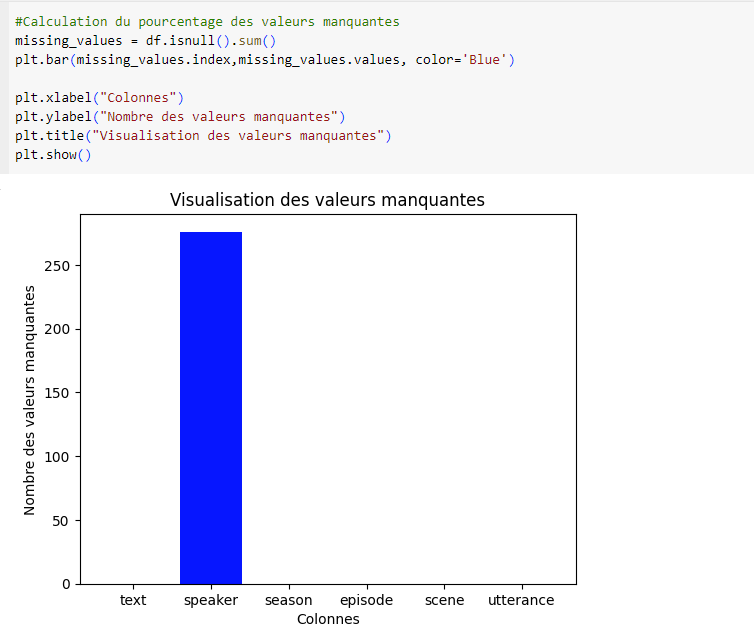 #Calculation du pourcentage des valeurs manquantes
missing_values = df.isnull().sum()
plt.bar(missing_values.index,missing_values.values, color='Blue')
plt.xlabel("Colonnes")
plt.ylabel("Nombre des valeurs manquantes")
plt.title("Visualisation des valeurs manquantes")
plt.show()
Visualisation des valeurs manquantes
Nombre des valeurs manquantes
250
200
150
100
50
0
text speaker season episode scene utterance
Colonnes